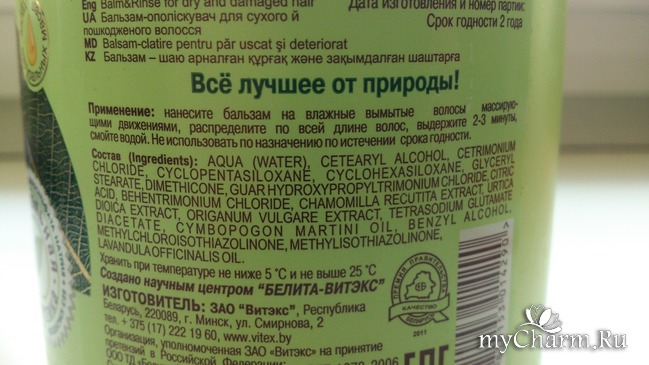 Eng Balm&Rinse for dry and damaged hair
Дата изготовления и номер партии:
UA Бальзам-ополіскувач для сухого й
Срок годности 2 года
пошкодженого волосся
MD Balsam-clatire pentru păr uscat şi deteriorat
KZ Бальзам – шаю арналған құрғақ және зақымдалған шаштарға
Всё лучшее от природы!
Применение: нанесите бальзам на влажные вымытые волосы массирую-
щими движениями, распределите по всей длине волос, выдержите 2-3 минуты,
смойте водой. Не использовать по назначению по истечении срока годности.
Состав (Ingredients): AQUA (WATER), CETEARYL ALCOHOL, CETRIMONIUM
CHLORIDE, CYCLOPENTASILOXANE, CYCLOHEXASILOXANE, GLYCERYL
STEARATE, DIMETHICONE, GUAR HYDROXYPROPYLTRIMONIUM CHLORIDE, CITRIC
ACID, BEHENTRIMONIUM CHLORIDE, CHAMOMILLA RECUTITA EXTRACT, URTICA
DIOICA EXTRACT, ORIGANUM VULGARE EXTRACT, TETRASODIUM GLUTAMATE
DIACETATE, CYMBOPOGON MARTINI OIL, BENZYL ALCOHOL,
METHYLCHLOROISOTHIAZOLINONE, METHYLISOTHIAZOLINONE,
LAVANDULA OFFICINALIS OIL.
Хранить при температуре не ниже 5 °С и не выше 25 °С
Создано научным центром "БЕЛИТА-ВИТЭКС"
ИЗГОТОВИТЕЛЬ: ЗАО "Витэкс", Республика
Беларусь, 220089, г. Минск, ул. Смирнова, 2
тел. + 375 (17) 222 19 60, www.vitex.by
Организация, уполномоченная ЗАО «Витэкс» на принятие
претензий в Российской Федерации:
ПРЕМИЯ ПРАВИТЕЛЬСТВА
КАЧЕСТВО
2011
myCharm.Ru